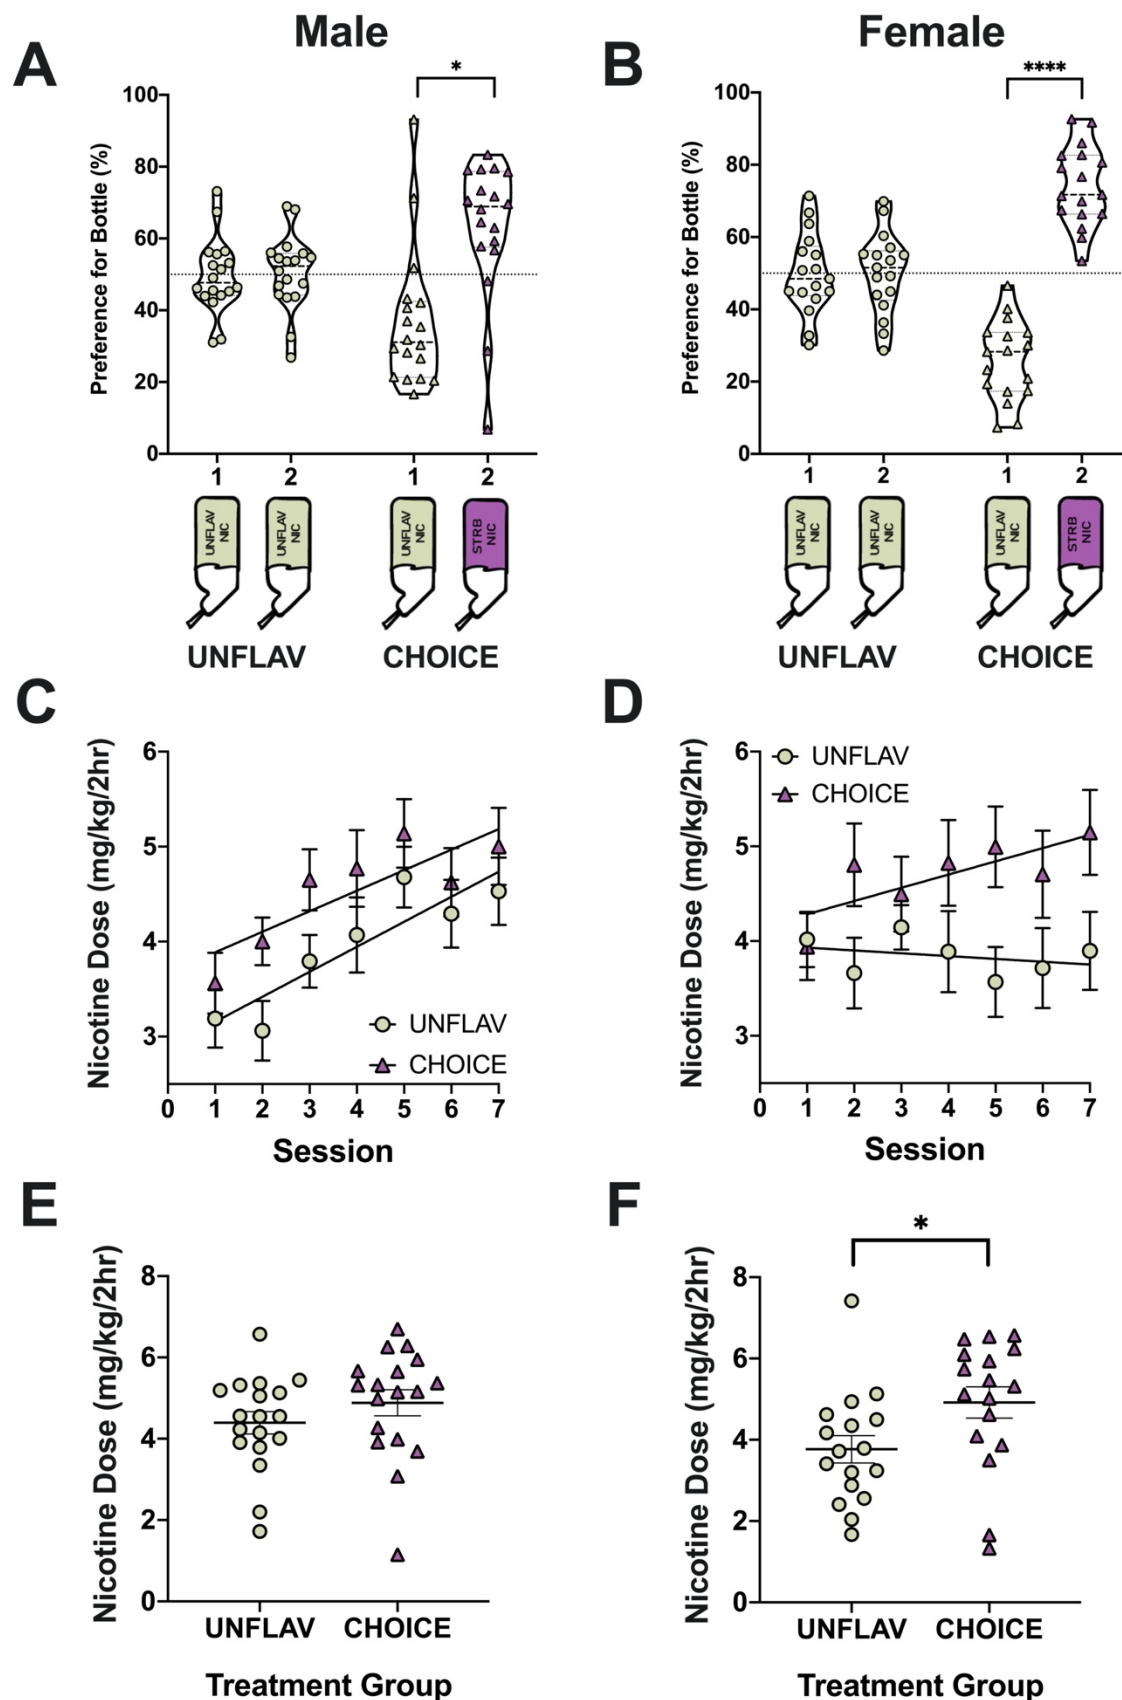 Male
Female
A
B
*
****
Preference for Bottle (%)
100
80
60
40
20
0
1
2
1
2
UNFLAV
NIC
UNFLAV
NIC
UNFLAV
NIC
STRB
NIC
UNFLAV
CHOICE
Preference for Bottle (%)
100
80
60
40
20
0
1
2
1
2
UNFLAV
NIC
UNFLAV
NIC
UNFLAV
NIC
STRB
NIC
UNFLAV
CHOICE
C
D
Nicotine Dose (mg/kg/2hr)
6
5
4
3
0
1
2
3
4
5
6
7
UNFLAV
CHOICE
Session
Nicotine Dose (mg/kg/2hr)
6
5
4
3
0
1
2
3
4
5
6
7
UNFLAV
CHOICE
Session
E
F
Nicotine Dose (mg/kg/2hr)
8
6
4
2
0
UNFLAV
CHOICE
Treatment Group
*
Nicotine Dose (mg/kg/2hr)
8
6
4
2
0
UNFLAV
CHOICE
Treatment Group